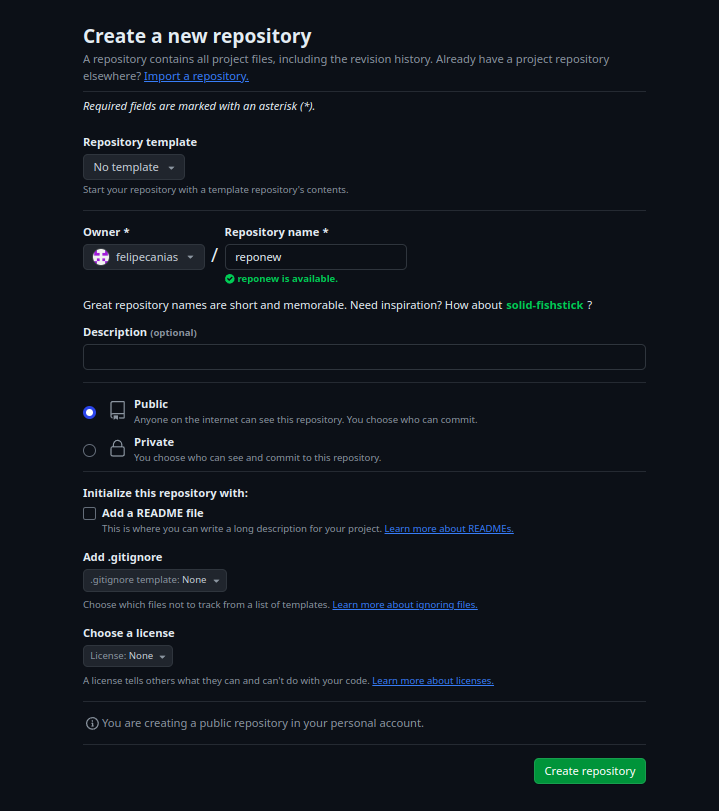 Create a new repository
A repository contains all project files, including the revision history. Already have a project repository
elsewhere? Import a repository.
Required fields are marked with an asterisk (*).
Repository template
No template
Start your repository with a template repository's contents.
Owner *
Repository name *
felipecanias
/
reponew
reponew is available.
Great repository names are short and memorable. Need inspiration? How about solid-fishstick ?
Description (optional)
Public
Anyone on the internet can see this repository. You choose who can commit.
Private
You choose who can see and commit to this repository.
Initialize this repository with:
Add a README file
This is where you can write a long description for your project. Learn more about READMEs.
Add .gitignore
.gitignore template: None
Choose which files not to track from a list of templates. Learn more about ignoring files.
Choose a license
License: None
A license tells others what they can and can't do with your code. Learn more about licenses.
You are creating a public repository in your personal account.
Create repository